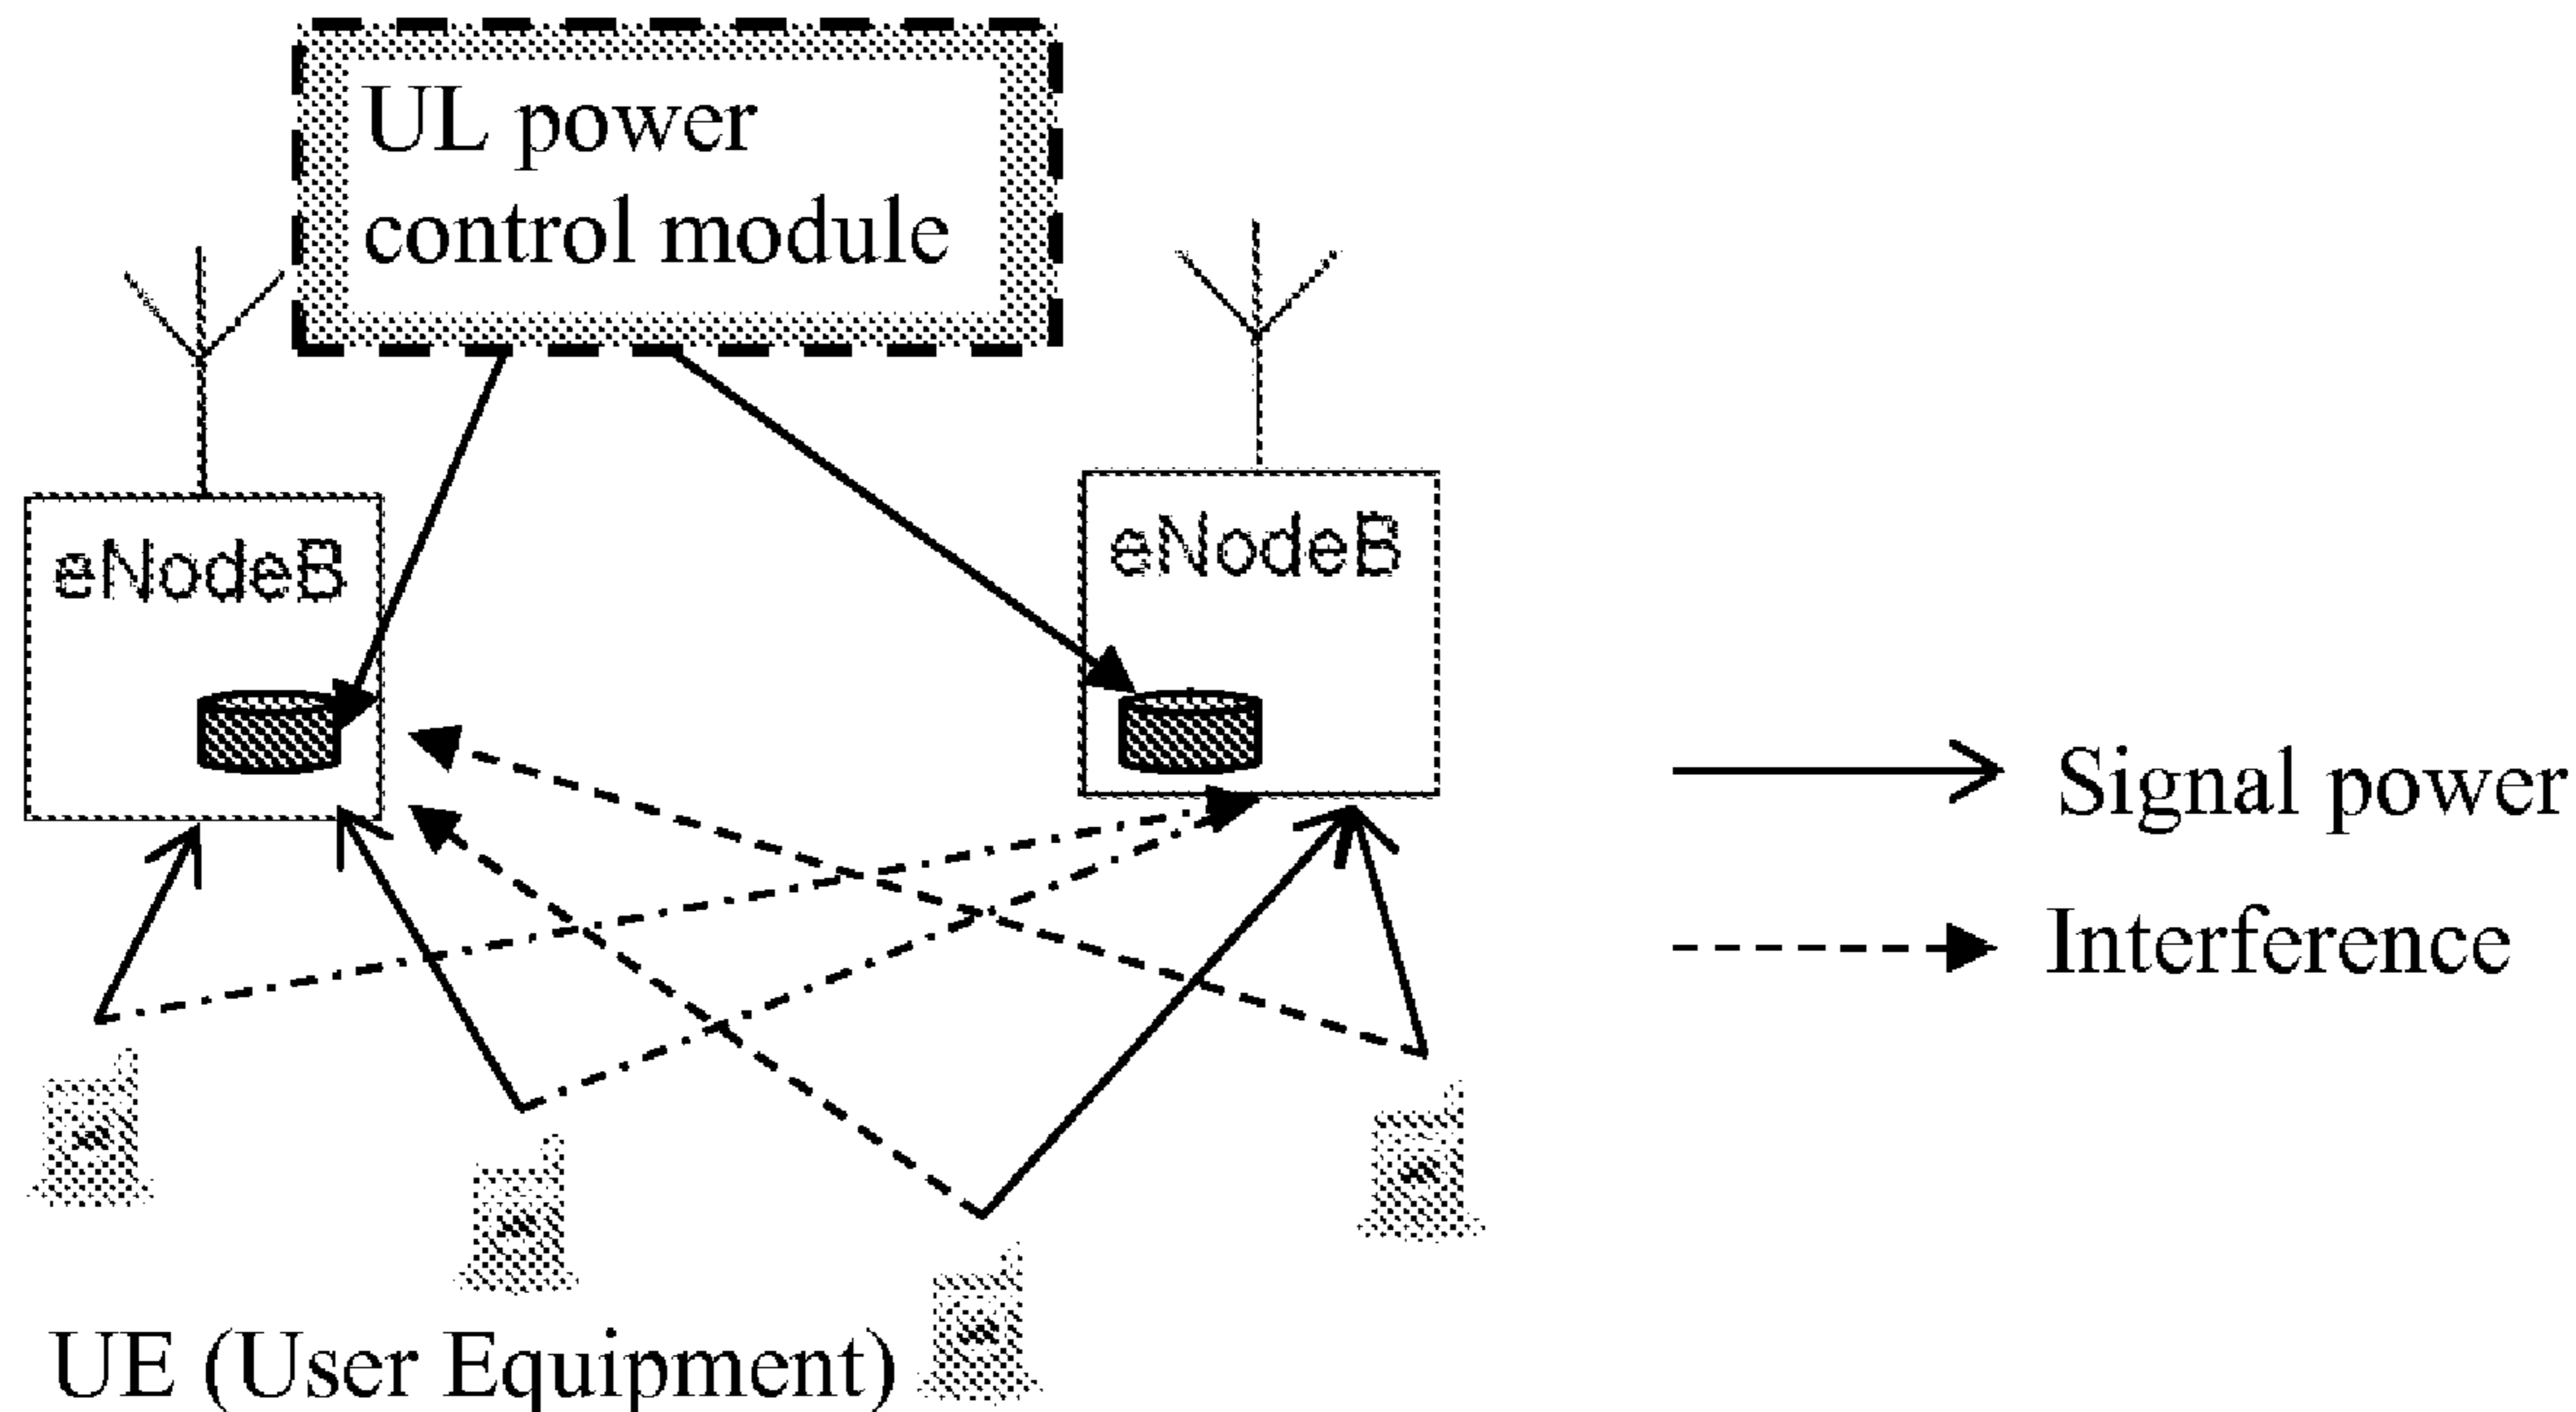 UL power
control module
eNodeB
eNodeB
Signal power
Interference
UE (User Equipment)